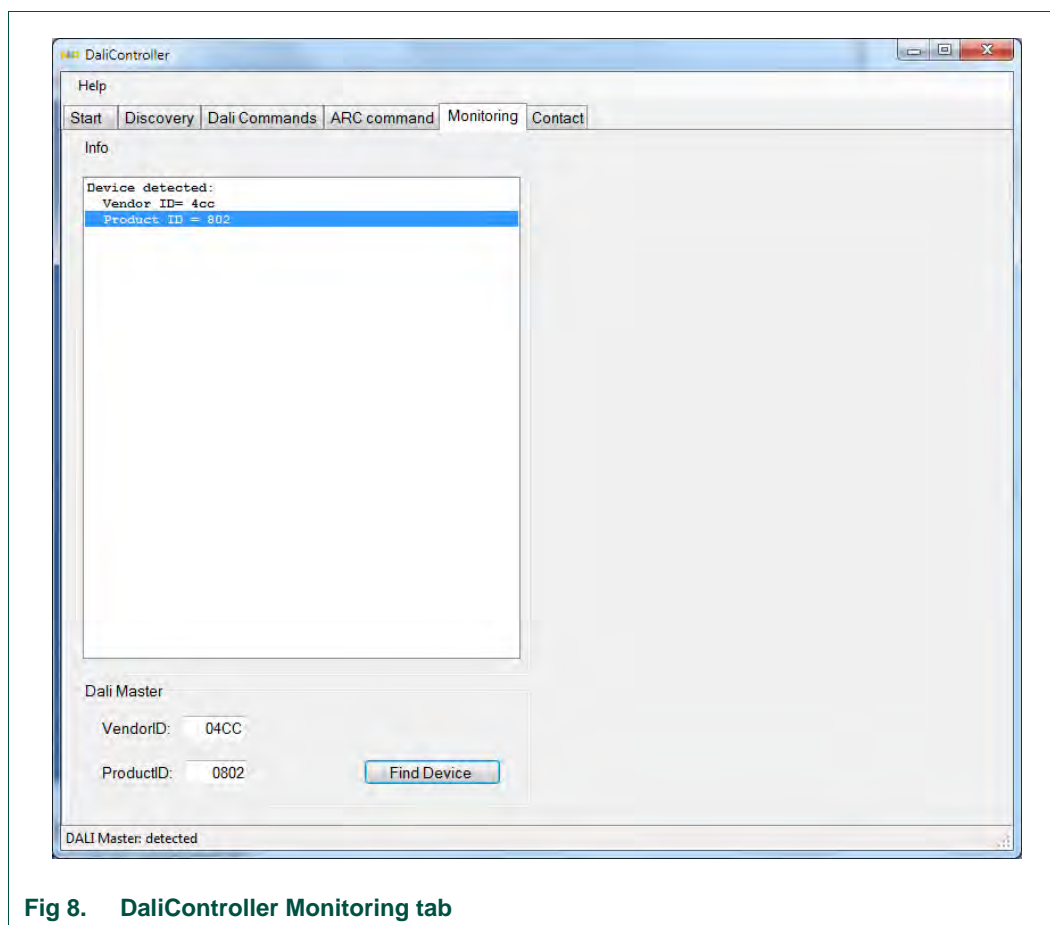 DaliController
Help
Start Discovery Dali Commands ARC command Monitoring Contact
Info
Device detected:
Vendor ID= 4cc
Product ID = 802
Dali Master
VendorID: 04CC
ProductID: 0802 Find Device
DALI Master: detected
Fig 8. DaliController Monitoring tab